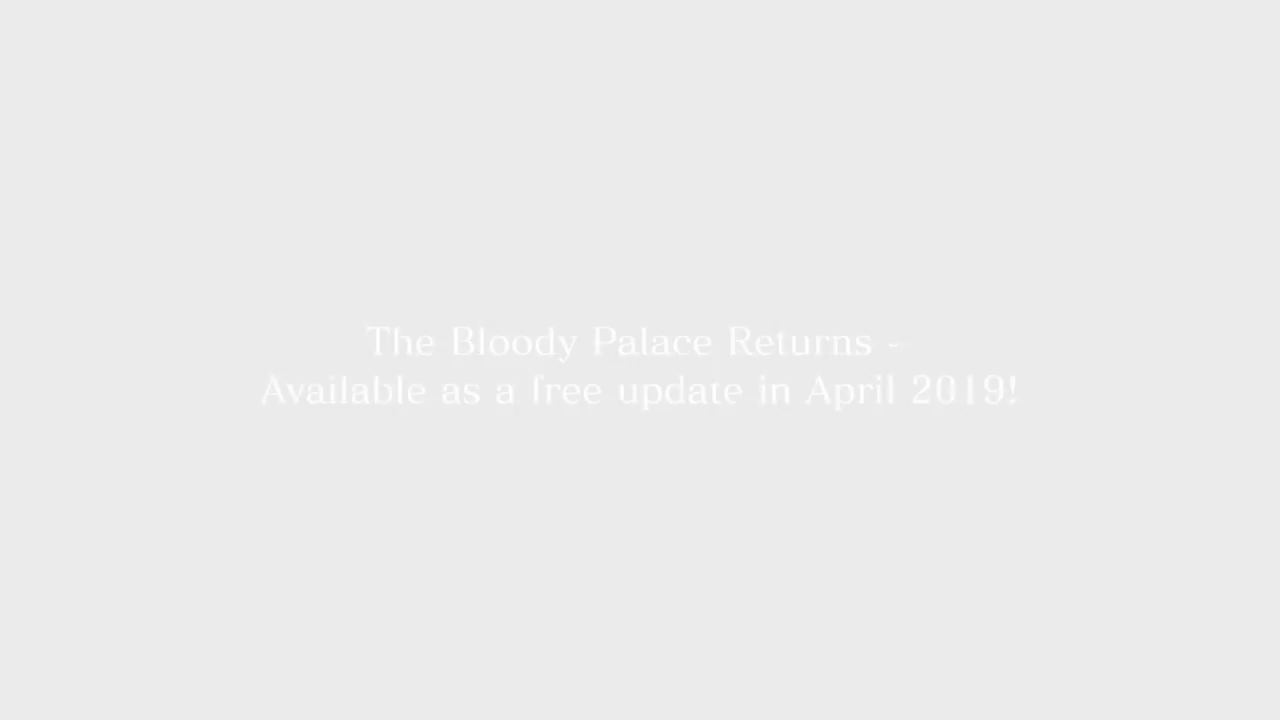 The Bloody Palace Returns -
Available as a free update in April 2019!